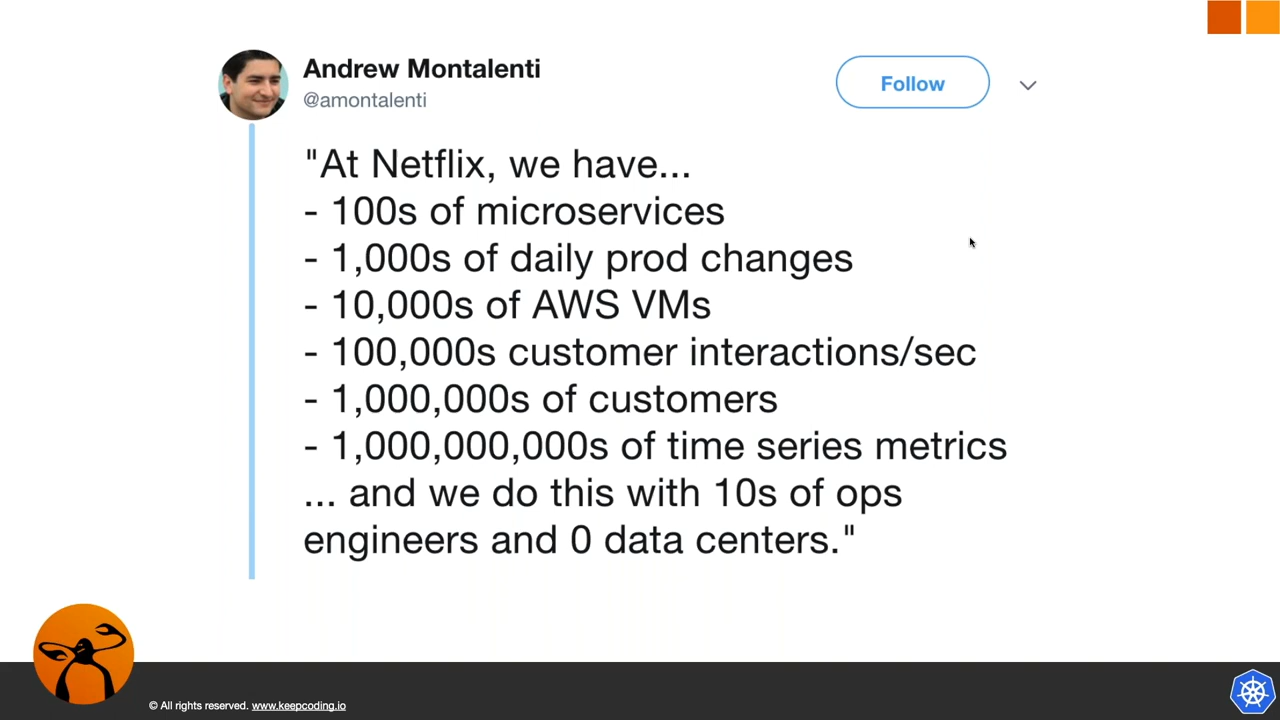 Andrew Montalenti
@amontalenti
Follow
"At Netflix, we have...
- 100s of microservices
- 1,000s of daily prod changes
- 10,000s of AWS VMs
- 100,000s customer interactions/sec
- 1,000,000s of customers
- 1,000,000,000s of time series metrics
... and we do this with 10s of ops
engineers and 0 data centers."
© All rights reserved. www.keepcoding.io